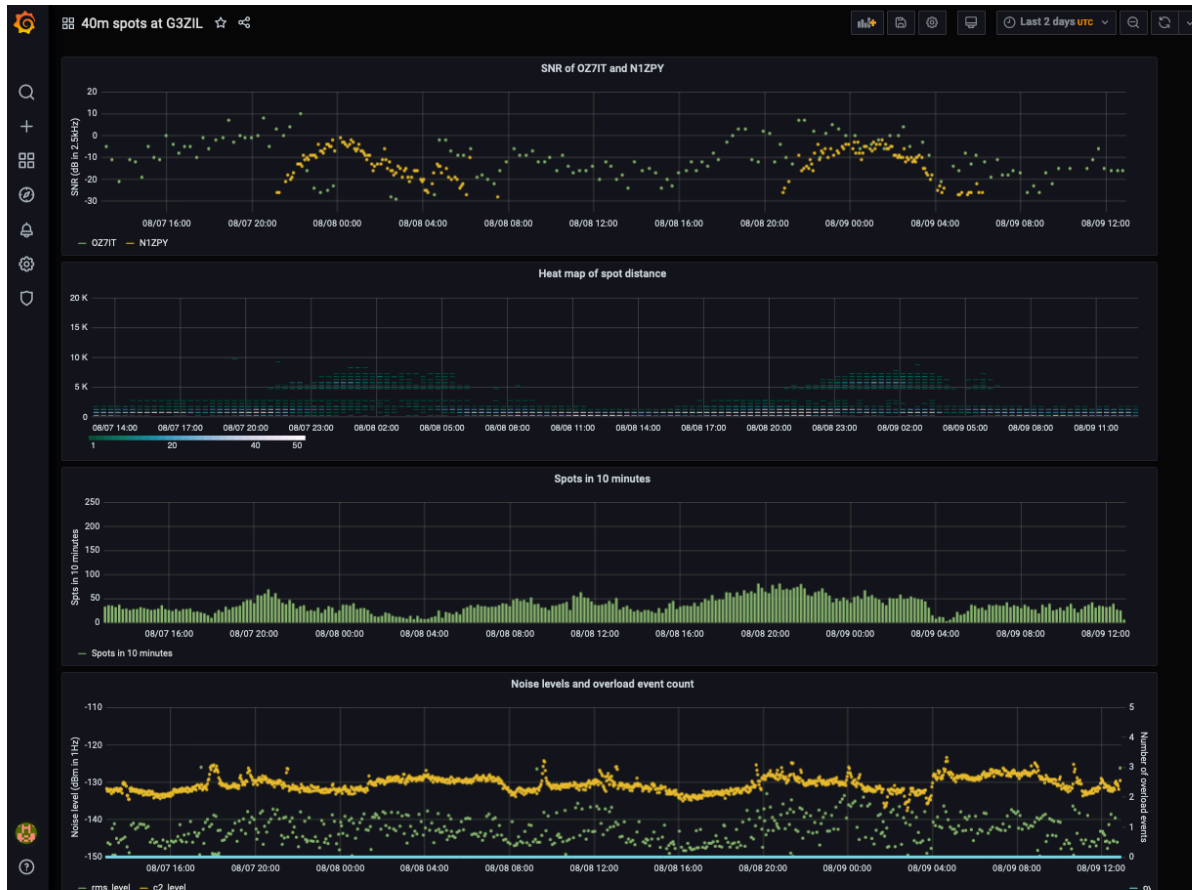 40m spots at G3ZIL
Last 2 days UTC
SNR of OZ7IT and N1ZPY
SNR (dB in 2.5kHz)
20
10
0
-10
-20
-30
08/07 16:00 08/07 20:00 08/08 00:00 08/08 04:00 08/08 08:00 08/08 12:00 08/08 16:00 08/08 20:00 08/09 00:00 08/09 04:00 08/09 08:00 08/09 12:00
OZ7IT N1ZPY
Heat map of spot distance
20 K
15 K
10 K
5 K
0
08/07 14:00 08/07 17:00 08/07 20:00 08/07 23:00 08/08 02:00 08/08 05:00 08/08 08:00 08/08 11:00 08/08 14:00 08/08 17:00 08/08 20:00 08/08 23:00 08/09 02:00 08/09 05:00 08/09 08:00 08/09 11:00
1 20 40 50
Spots in 10 minutes
Spts in 10 minutes
250
200
150
100
50
0
08/07 16:00 08/07 20:00 08/08 00:00 08/08 04:00 08/08 08:00 08/08 12:00 08/08 16:00 08/08 20:00 08/09 00:00 08/09 04:00 08/09 08:00 08/09 12:00
Spots in 10 minutes
Noise levels and overload event count
Noise level (dBm in 1Hz)
-110
-120
-130
-140
-150
5
4
3
2
1
0
Number of overload events
08/07 16:00 08/07 20:00 08/08 00:00 08/08 04:00 08/08 08:00 08/08 12:00 08/08 16:00 08/08 20:00 08/09 00:00 08/09 04:00 08/09 08:00 08/09 12:00
rms_level c2_level